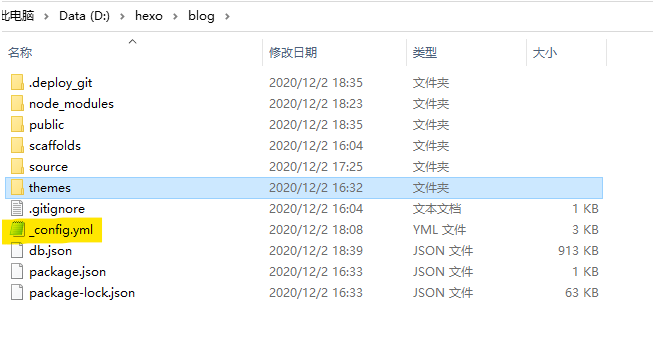 此电脑 > Data (D:) > hexo > blog >
名称 修改日期 类型 大小
.deploy_git 2020/12/2 18:35 文件夹
node_modules 2020/12/2 18:23 文件夹
public 2020/12/2 18:35 文件夹
scaffolds 2020/12/2 16:04 文件夹
source 2020/12/2 17:25 文件夹
themes 2020/12/2 16:32 文件夹
.gitignore 2020/12/2 16:04 文本文档 1 KB
_config.yml 2020/12/2 18:08 YML 文件 3 KB
db.json 2020/12/2 18:39 JSON 文件 913 KB
package.json 2020/12/2 16:33 JSON 文件 1 KB
package-lock.json 2020/12/2 16:33 JSON 文件 63 KB